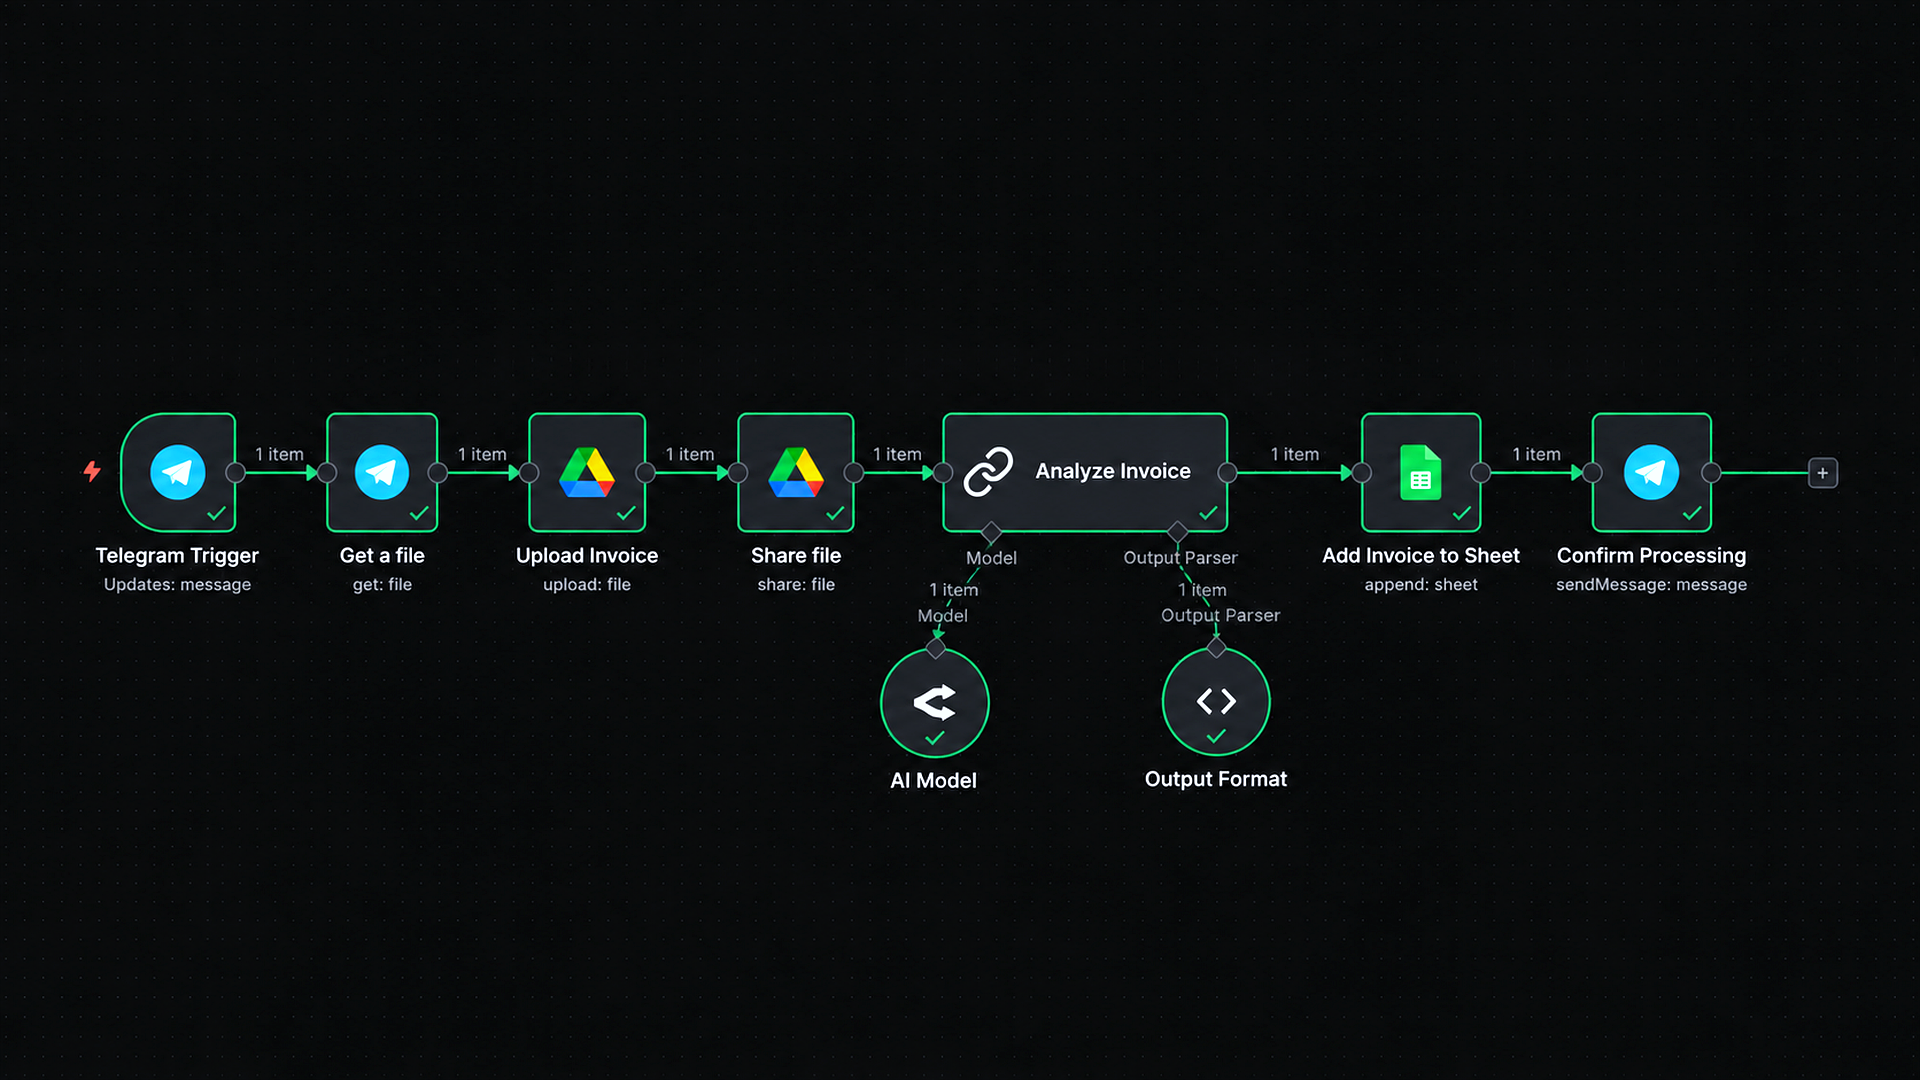 1 item
1 item
1 item
1 item
Analyze Invoice
1 item
1 item
Telegram Trigger
Updates: message
Get a file
get: file
Upload Invoice
upload: file
Share file
share: file
Model
Output Parser
1 item
Model
1 item
Output Parser
Add Invoice to Sheet
append: sheet
Confirm Processing
sendMessage: message
AI Model
Output Format